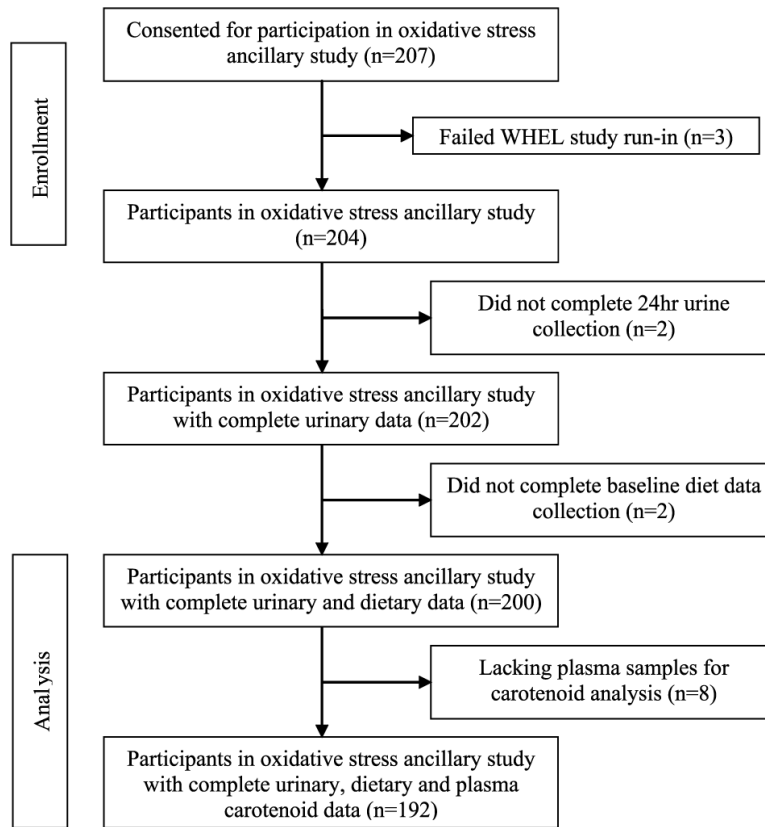 Consented for participation in oxidative stress
ancillary study (n=207)
Enrollment
Failed WHEL study run-in (n=3)
Participants in oxidative stress ancillary study
(n=204)
Did not complete 24hr urine
collection (n=2)
Participants in oxidative stress ancillary study
with complete urinary data (n=202)
Did not complete baseline diet data
collection (n=2)
Analysis
Participants in oxidative stress ancillary study
with complete urinary and dietary data (n=200)
Lacking plasma samples for
carotenoid analysis (n=8)
Participants in oxidative stress ancillary study
with complete urinary, dietary and plasma
carotenoid data (n=192)